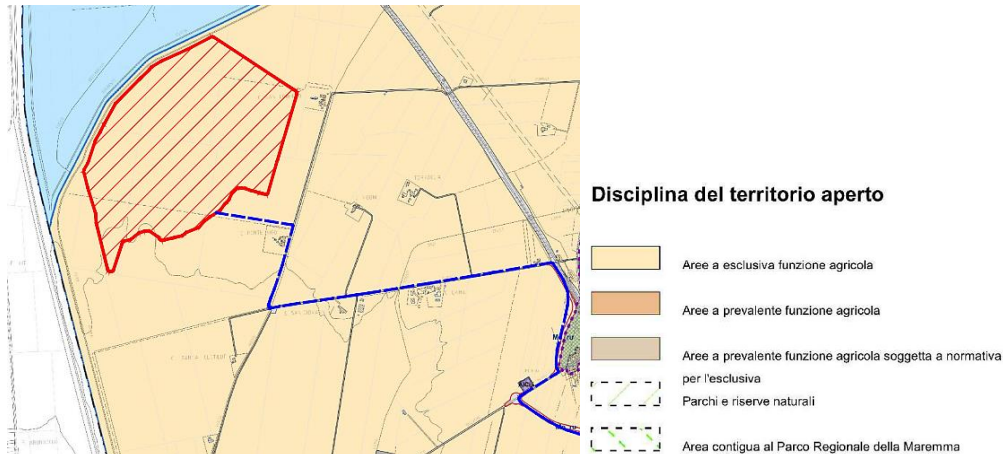 Disciplina del territorio aperto
Aree a esclusiva funzione agricola
Aree a prevalente funzione agricola
Aree a prevalente funzione agricola soggetta a normativa
per l'esclusiva
Parchi e riserve naturali
Area contigua al Parco Regionale della Maremma